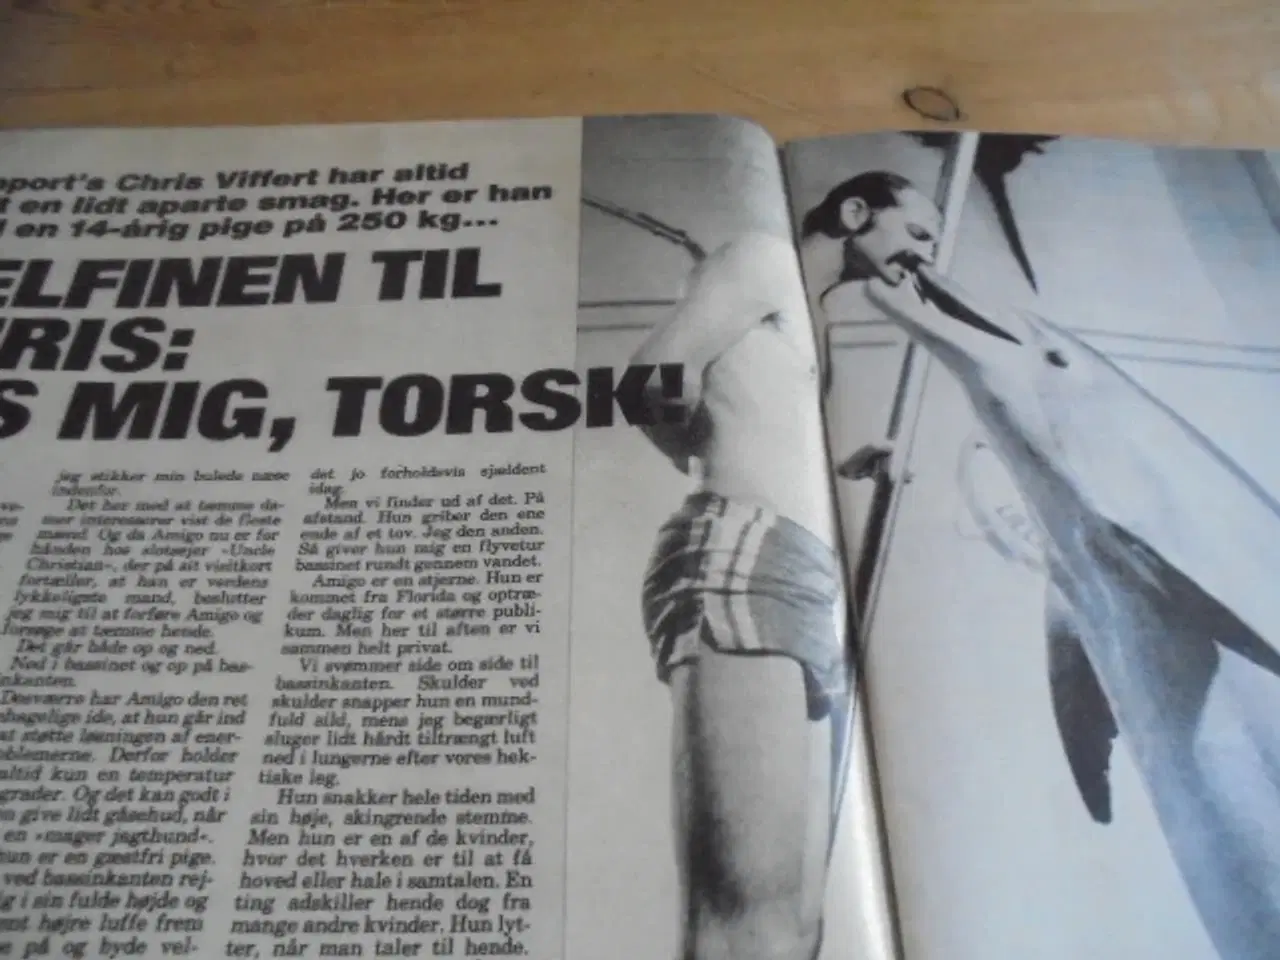 pport's Chris Viffert har altid
t en lidt aparte smag. Her er han
en 14-årig pige på 250 kg...
ELFINEN TIL
RIS:
S MIG, TORSK!
jeg stikker min bulede næse
indenfor.
Det her med at tæmme da-
mer interesserer vist de fleste
mænd. Og da Amigo nu er for
hånden hos slotsejer »Uncle
Christian«, der på sit visitkort
fortæller, at han er verdens
lykkeligste mand, beslutter
jeg mig til at forføre Amigo og
forsøge at tæmme hende.
Det går både op og ned.
Ned i bassinet og op på bas-
inkanten.
Desværre har Amigo den ret
hagelige ide, at hun går ind
at støtte løsningen af ener-
blemerne. Derfor holder
altid kun en temperatur
grader. Og det kan godt i
give lidt gåsehud, når
en »mager jagthund«.
hun er en gæstfri pige.
ved bassinkanten rej-
g i sin fulde højde og
højre luffe frem
på og byde vel-
det jo forholdsvis sjældent
idag.
Men vi finder ud af det. På
afstand. Hun griber den ene
ende af et tov. Jeg den anden.
Så giver hun mig en flyvetur
bassinet rundt gennem vandet.
Amigo er en stjerne. Hun er
kommet fra Florida og optræ-
der daglig for et større publi-
kum. Men her til aften er vi
sammen helt privat.
Vi svømmer side om side til
bassinkanten. Skulder ved
skulder snapper hun en mund-
fuld sild, mens jeg begærligt
sluger lidt hårdt tiltrængt luft
ned i lungerne efter vores hek-
tiske leg.
Hun snakker hele tiden med
sin høje, skingrende stemme.
Men hun er en af de kvinder,
hvor det hverken er til at få
hoved eller hale i samtalen. En
ting adskiller hende dog fra
mange andre kvinder. Hun lyt-
ter, når man taler til hende.